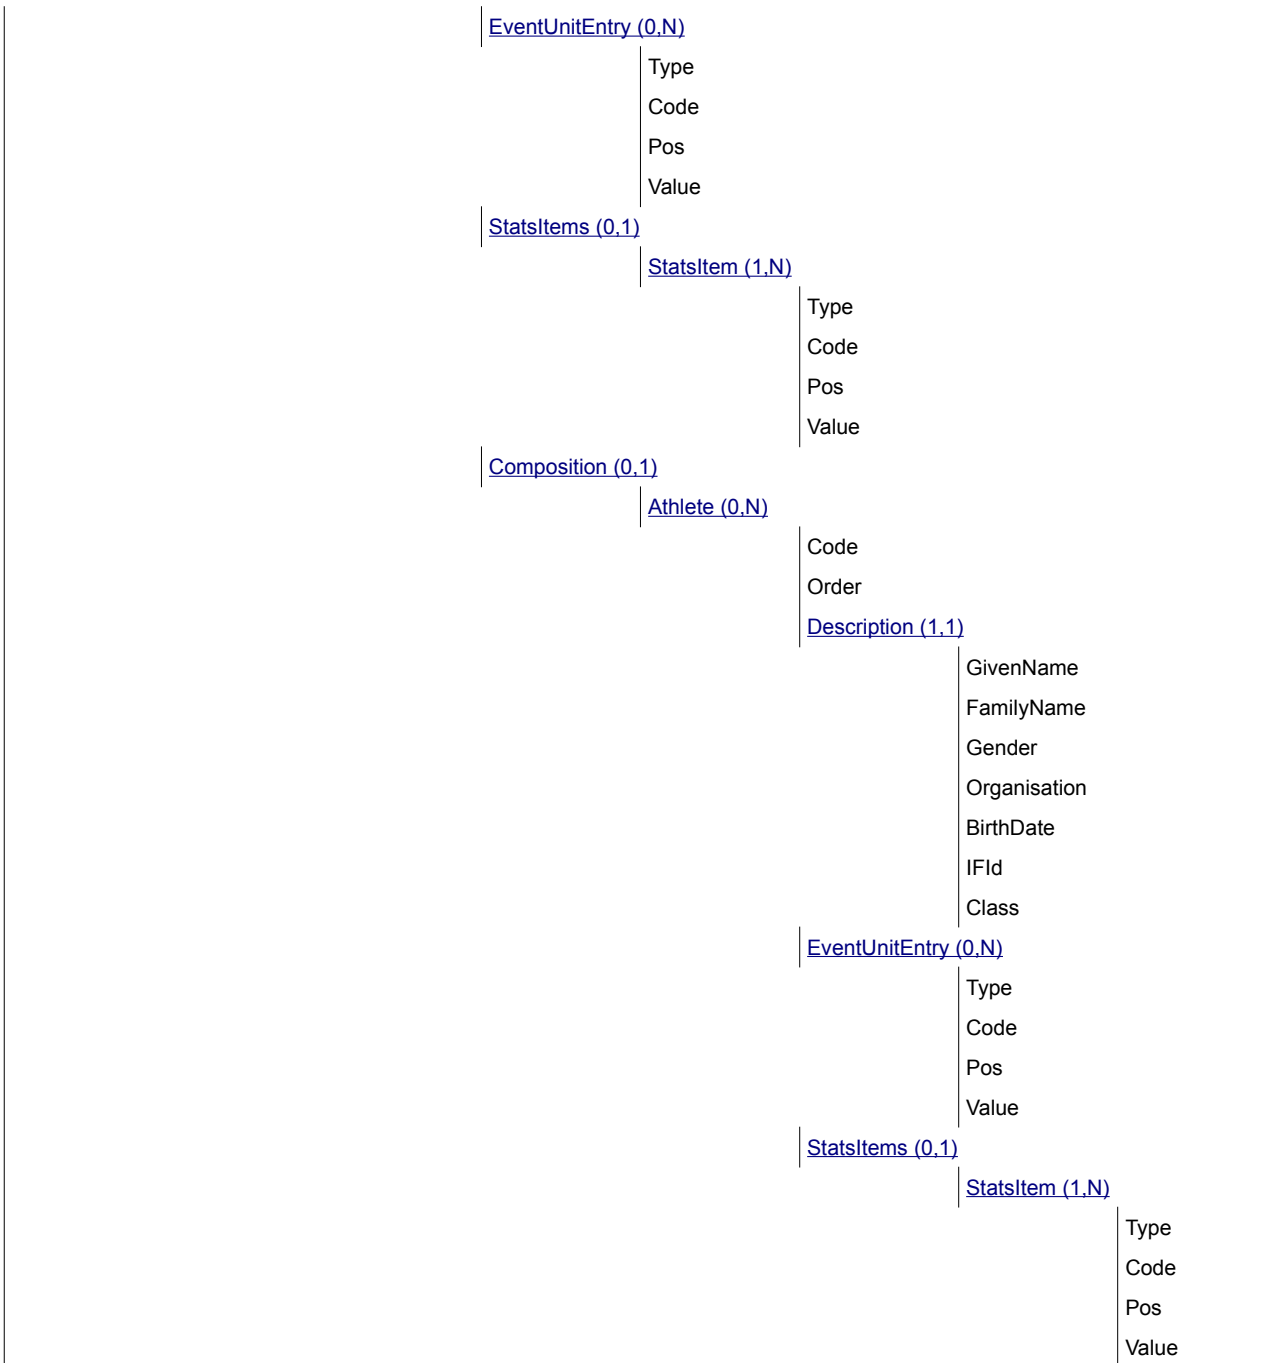 EventUnitEntry (0,N)
Type
Code
Pos
Value
StatsItems (0,1)
StatsItem (1,N)
Type
Code
Pos
Value
Composition (0,1)
Athlete (0,N)
Code
Order
Description (1,1)
GivenName
FamilyName
Gender
Organisation
BirthDate
IFId
Class
EventUnitEntry (0,N)
Type
Code
Pos
Value
StatsItems (0,1)
StatsItem (1,N)
Type
Code
Pos
Value